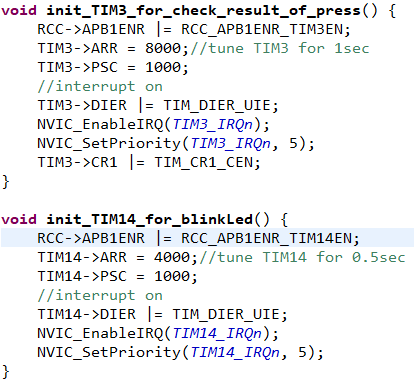 void init_TIM3_for_check_result_of_press() {
    RCC->APB1ENR |= RCC_APB1ENR_TIM3EN;
    TIM3->ARR = 8000;//tune TIM3 for 1sec
    TIM3->PSC = 1000;
    //interrupt on
    TIM3->DIER |= TIM_DIER_UIE;
    NVIC_EnableIRQ(TIM3_IRQn);
    NVIC_SetPriority(TIM3_IRQn, 5);
    TIM3->CR1 |= TIM_CR1_CEN;
}

void init_TIM14_for_blinkLed() {
    RCC->APB1ENR |= RCC_APB1ENR_TIM14EN;
    TIM14->ARR = 4000;//tune TIM14 for 0.5sec
    TIM14->PSC = 1000;
    //interrupt on
    TIM14->DIER |= TIM_DIER_UIE;
    NVIC_EnableIRQ(TIM14_IRQn);
    NVIC_SetPriority(TIM14_IRQn, 5);
}